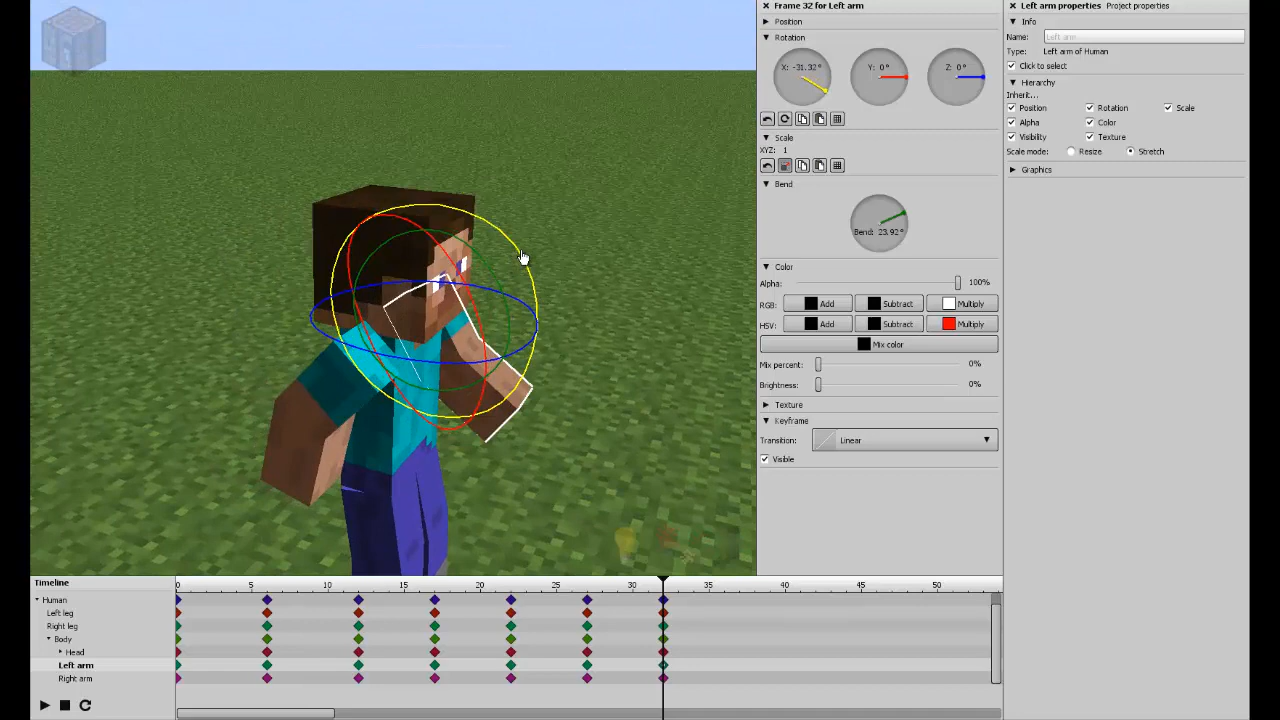 Frame 32 for Left arm
Position
Rotation
X: -31.32° Y: 0° Z: 0°
Scale
XYZ: 1
Bend
Bend: 23.92°
Color
Alpha: 100%
RGB: Add Subtract Multiply
HSV: Add Subtract Multiply
Mix color
Mix percent: 0%
Brightness: 0%
Texture
Keyframe
Transition: Linear
Visible
Left arm properties Project properties
Info
Name: Left arm
Type: Left arm of Human
Click to select
Hierarchy
Inherit...
Position Rotation Scale
Alpha Color
Visibility Texture
Scale mode: Resize Stretch
Graphics
Timeline
0 5 10 15 20 25 30 35 40 45 50
Human
Left leg
Right leg
Body
Head
Left arm
Right arm